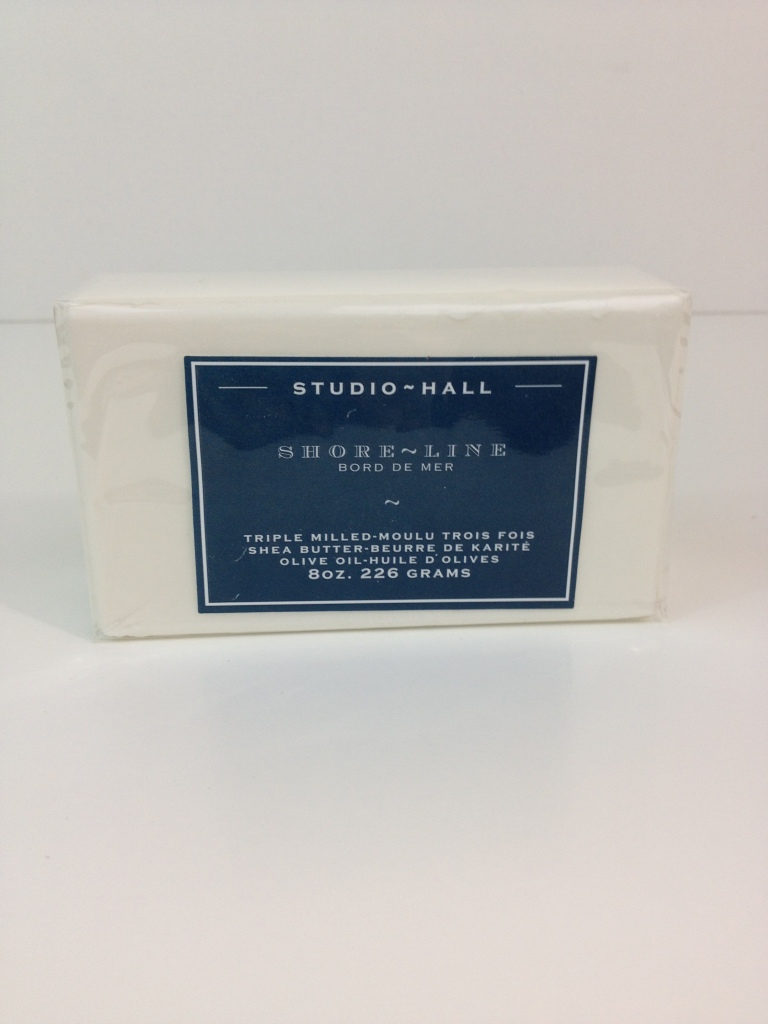 STUDIO~HALL
SHORE~LINE
BORD DE MER
~
TRIPLE MILLED-MOULU TROIS FOIS
SHEA BUTTER-BEURRE DE KARITÉ
OLIVE OIL-HUILE D'OLIVES
8OZ. 226 GRAMS